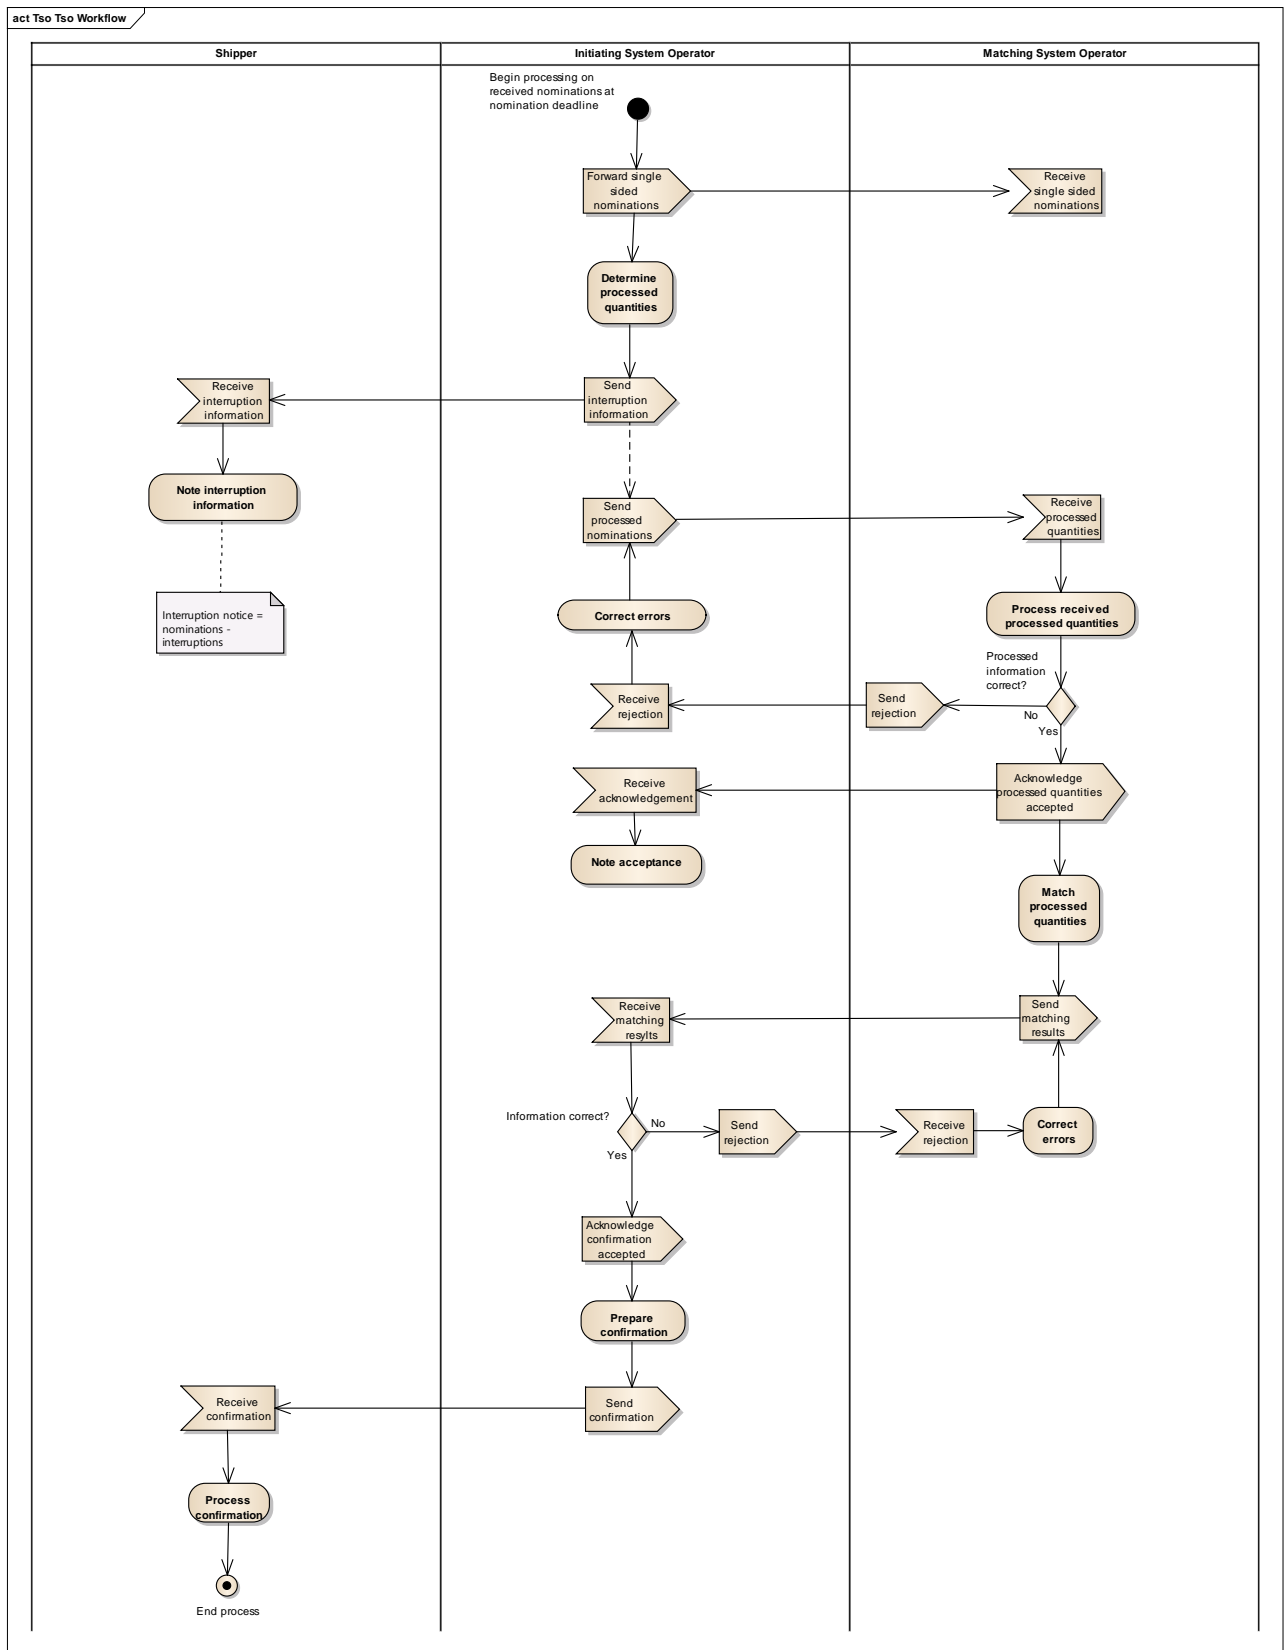 act Tso Tso Workflow
Shipper
Initiating System Operator
Matching System Operator
Begin processing on
received nominations at
nomination deadline
Forward single
sided
nominations
Receive
single sided
nominations
Determine
processed
quantities
Receive
interruption
information
Send
interruption
information
Note interruption
information
Send
processed
nominations
Receive
processed
quantities
Interruption notice =
nominations -
interruptions
Correct errors
Process received
processed quantities
Processed
information
correct?
Receive
rejection
Send
rejection
No
Yes
Receive
acknowledgement
Acknowledge
processed quantities
accepted
Note acceptance
Match
processed
quantities
Receive
matching
resylts
Send
matching
results
Information correct?
No
Yes
Send
rejection
Receive
rejection
Correct
errors
Acknowledge
confirmation
accepted
Prepare
confirmation
Receive
confirmation
Send
confirmation
Process
confirmation
End process